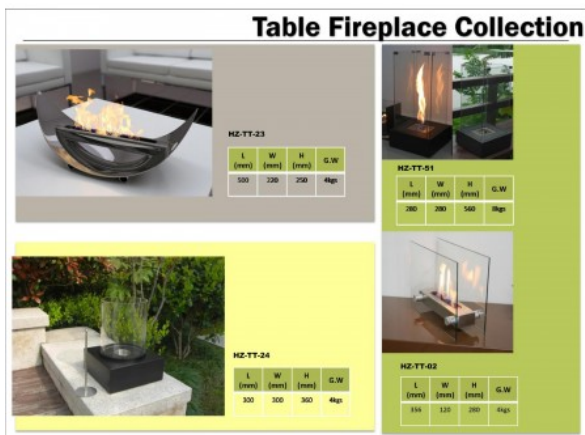 Table Fireplace Collection
HZ-TT-23
L (mm) W (mm) H (mm) G.W
500 220 250 4kgs
HZ-TT-51
L (mm) W (mm) H (mm) G.W
280 280 560 8kgs
HZ-TT-24
L (mm) W (mm) H (mm) G.W
300 300 360 4kgs
HZ-TT-02
L (mm) W (mm) H (mm) G.W
356 120 280 4kgs